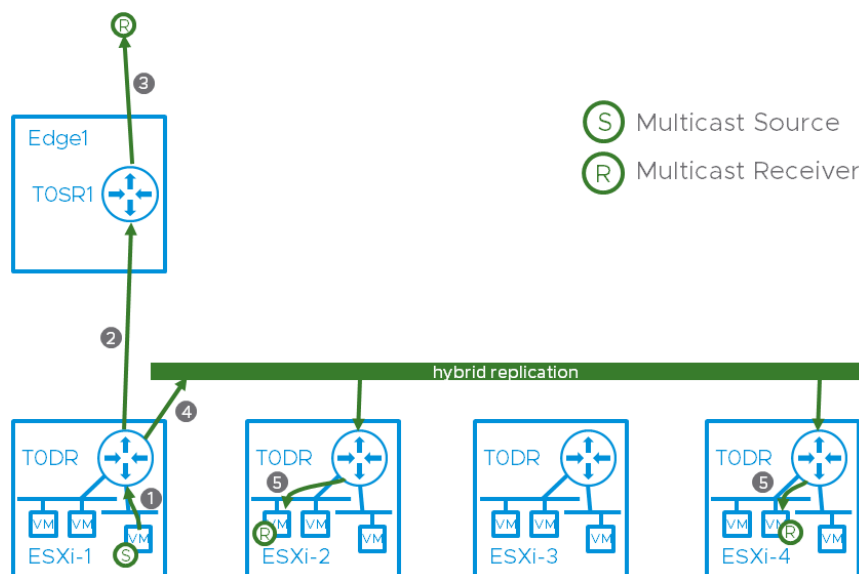 R
3
Edge1
S Multicast Source
R Multicast Receiver
T0SR1
2
hybrid replication
4
T0DR
T0DR
T0DR
T0DR
5
5
1
VM
VM
VM
VM
VM
VM
VM
VM
VM
VM
VM
VM
S
R
R
ESXi-1
ESXi-2
ESXi-3
ESXi-4